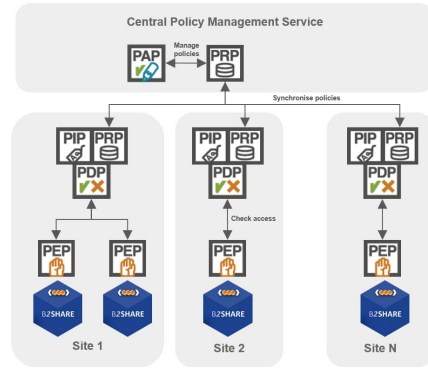 Central Policy Management Service
Manage
policies
PAP
PRP
Synchronise policies
PIP PRP
PDP
PIP PRP
PDP
PIP PRP
PDP
Check access
PEP
PEP
PEP
PEP
B2SHARE
B2SHARE
B2SHARE
B2SHARE
Site 1
Site 2
Site N